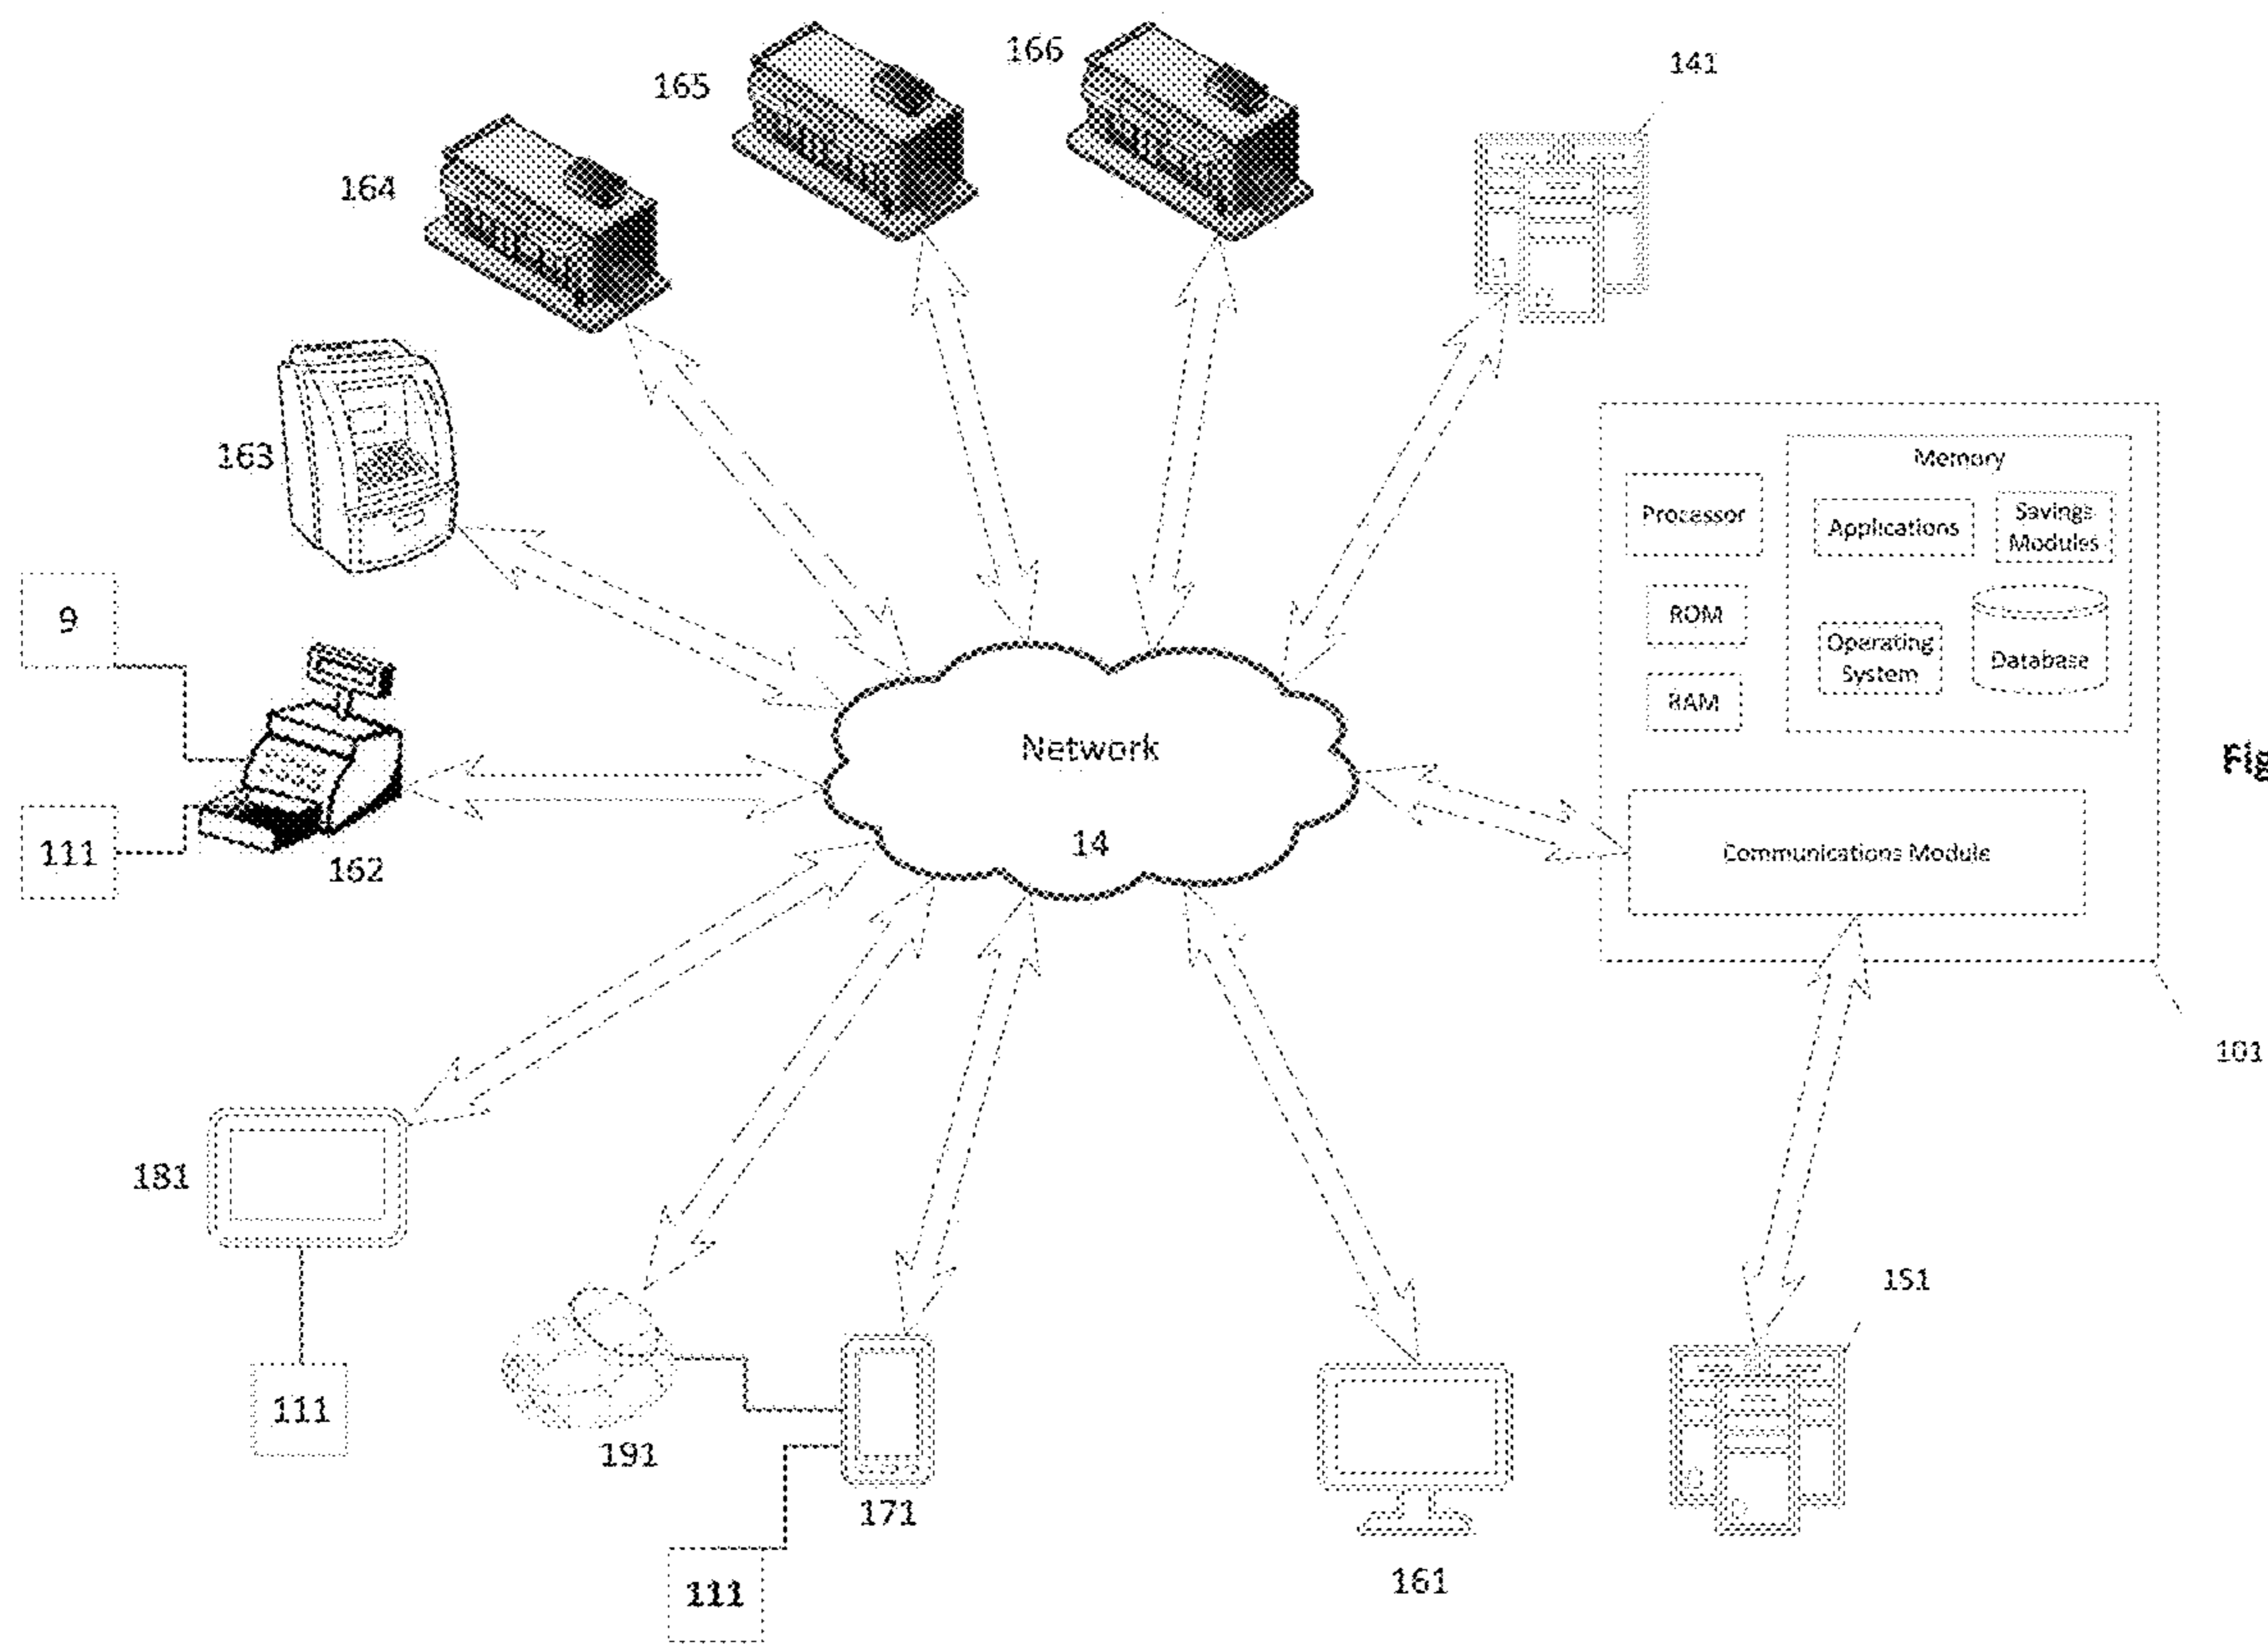 166
141
165
164
Memory
163
Processor
Applications
Savings
Modules
9
ROM
Operating
System
Database
RAM
Network
Fig
14
111
162
Communications Module
101
181
151
111
191
171
161
111